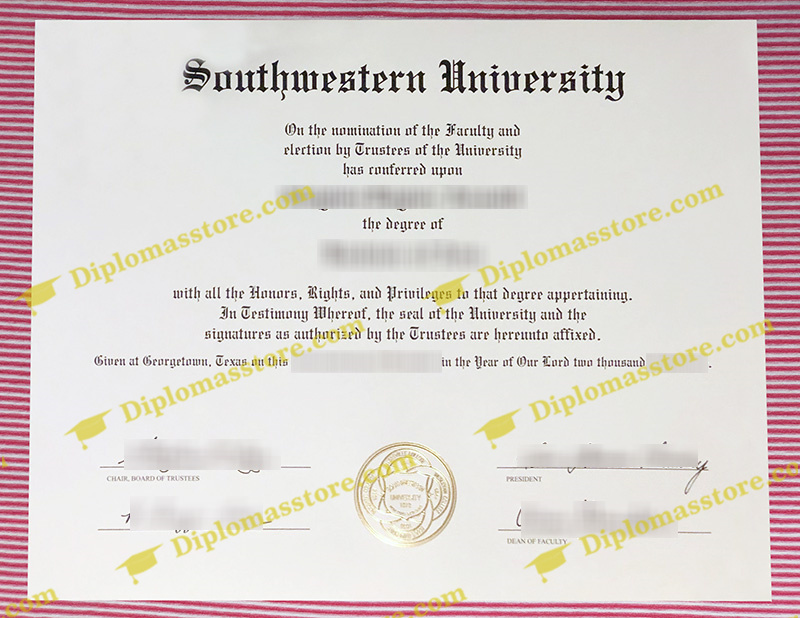 Southwestern University
On the nomination of the Faculty and
election by Trustees of the University
has conferred upon
the degree of
Diplomasstore.com
Diplomasstore.com
with all the Honors, Rights, and Privileges to that degree appertaining.
In Testimony Whereof, the seal of the University and the
signatures as authorized by the Trustees are hereunto affixed.
Given at Georgetown, Texas on this in the Year of Our Lord two thousand .
Diplomasstore.com
Diplomasstore.com
CHAIR, BOARD OF TRUSTEES
PRESIDENT
UNIVERSITY
DEAN OF FACULTY
Diplomasstore.com
Diplomasstore.com
.com
.com